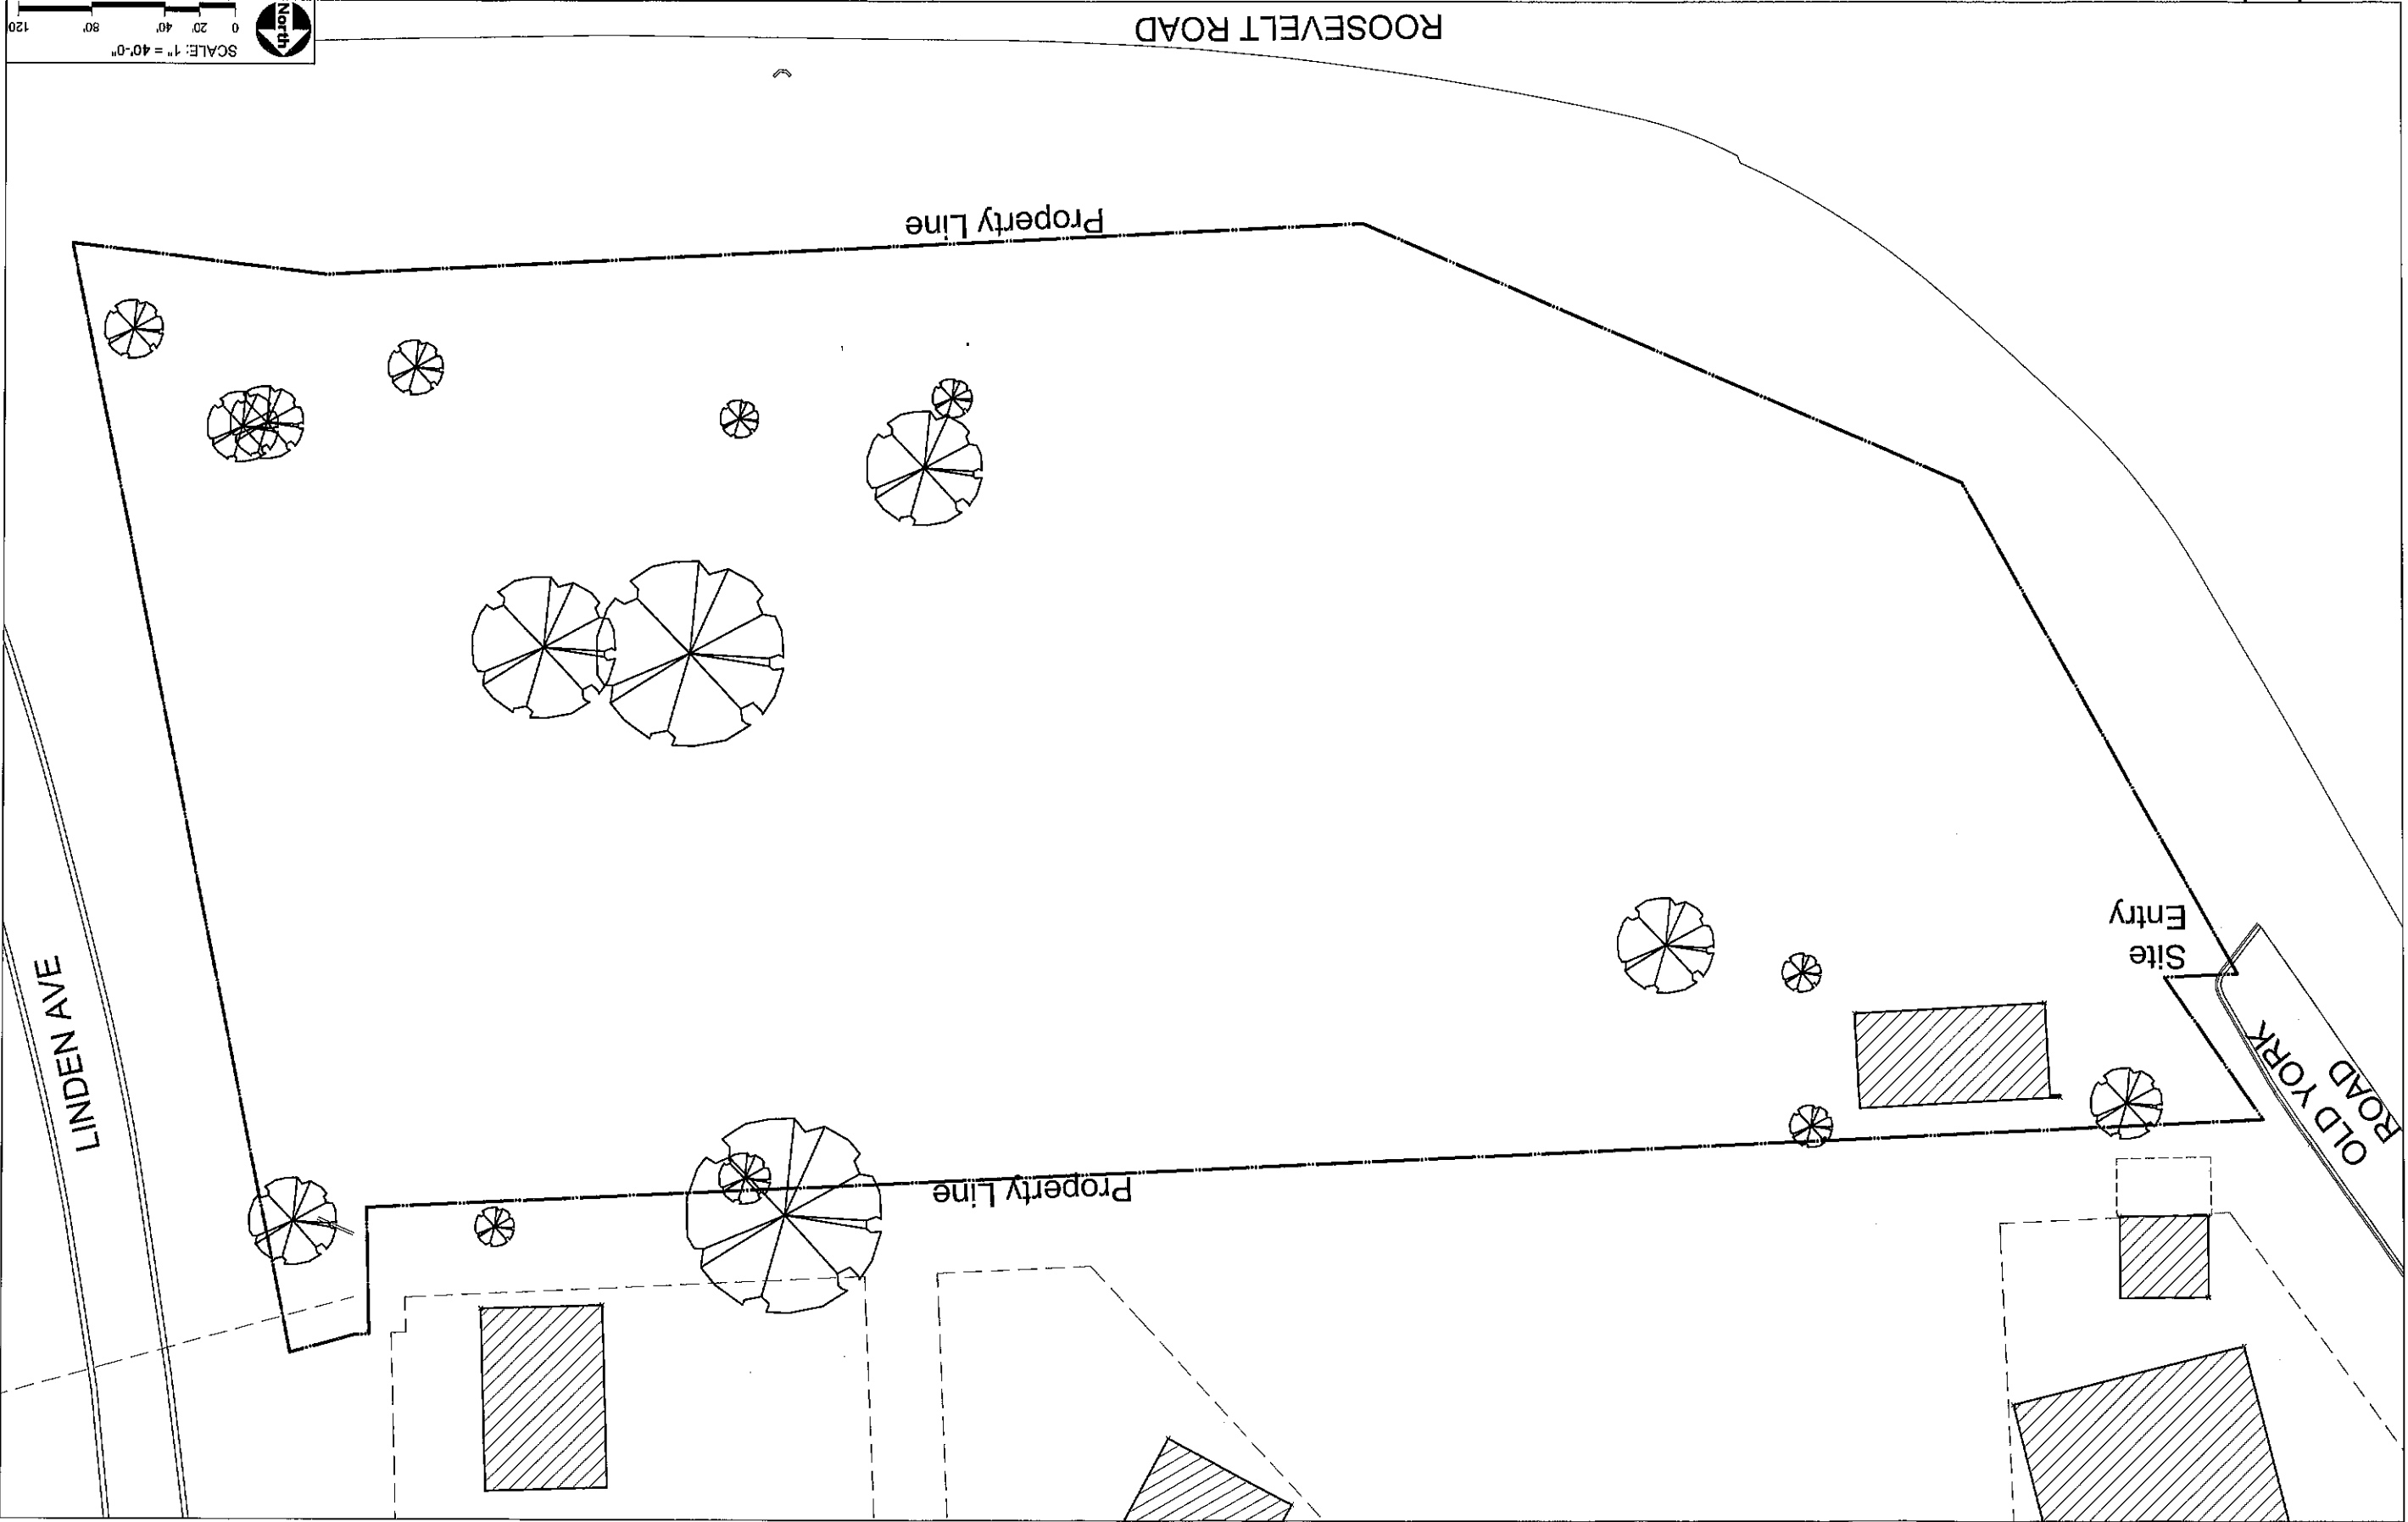 OLD YORK
ROAD
Property Line
Site
Entry
LINDEN AVE
Property Line
ROOSEVELT ROAD
North
SCALE: 1" = 40'-0"
0 20' 40' 80' 120'